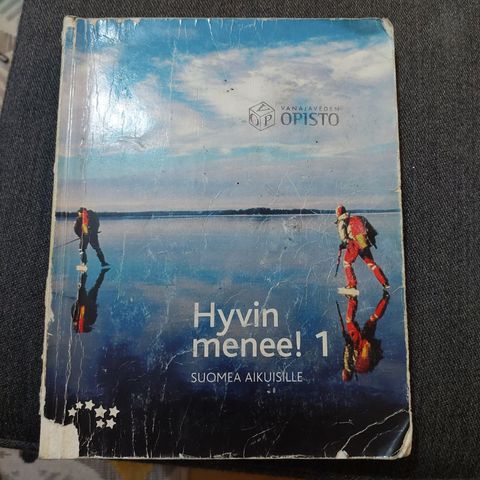 VANAJAVEDEN
OPISTO
Hyvin
menee! 1
SUOMEA AIKUISILLE